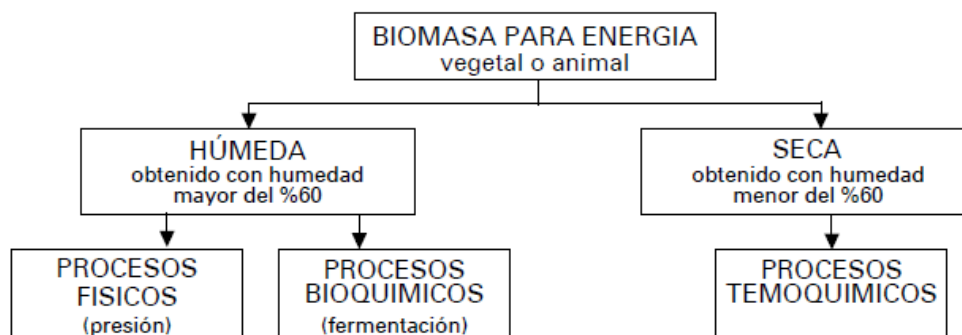 BIOMASA PARA ENERGIA
vegetal o animal
HÚMEDA
obtenido con humedad
mayor del %60
SECA
obtenido con humedad
menor del %60
PROCESOS
FISICOS
(presión)
PROCESOS
BIOQUIMICOS
(fermentación)
PROCESOS
TEMOQUIMICOS